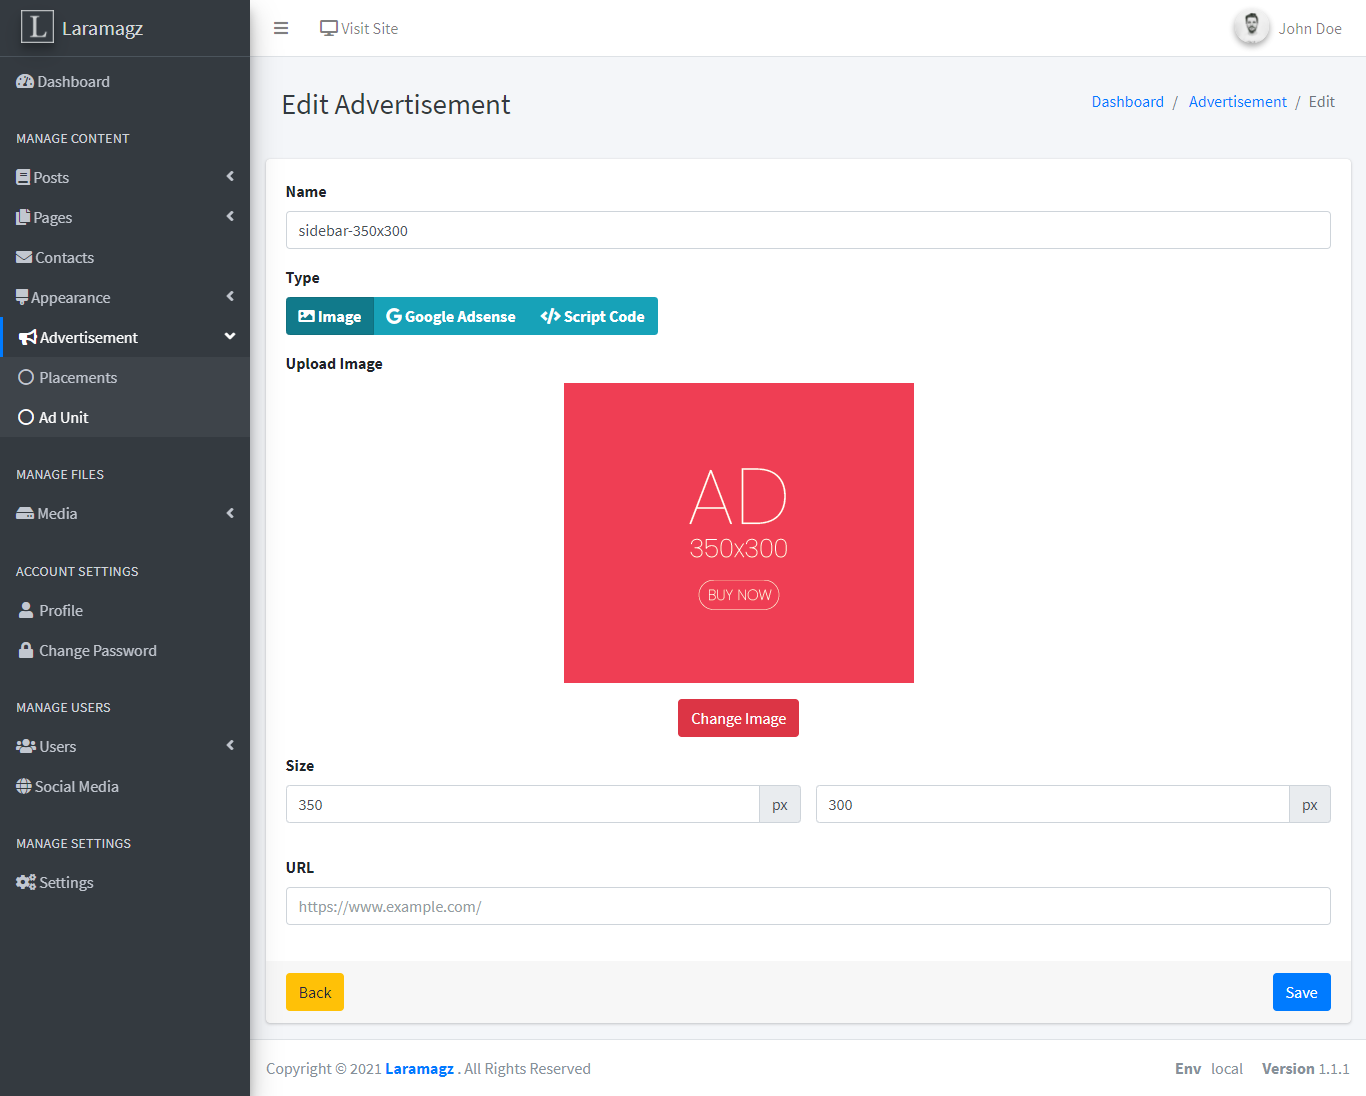 L Laramagz
Visit Site
John Doe
Dashboard
MANAGE CONTENT
Posts
Pages
Contacts
Appearance
Advertisement
Placements
Ad Unit
MANAGE FILES
Media
ACCOUNT SETTINGS
Profile
Change Password
MANAGE USERS
Users
Social Media
MANAGE SETTINGS
Settings
Edit Advertisement
Dashboard / Advertisement / Edit
Name
sidebar-350x300
Type
Image Google Adsense Script Code
Upload Image
AD
350x300
BUY NOW
Change Image
Size
350 px 300 px
URL
https://www.example.com/
Back Save
Copyright © 2021 Laramagz . All Rights Reserved Env local Version 1.1.1